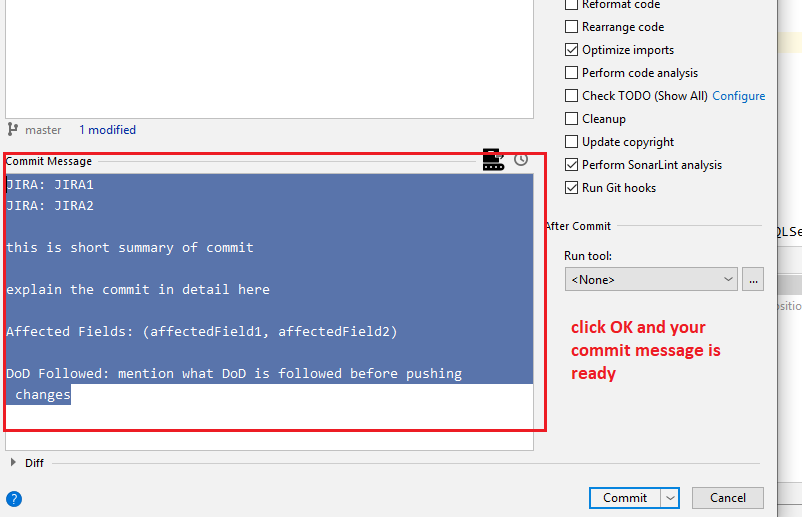 Reformat code
Rearrange code
Optimize imports
Perform code analysis
Check TODO (Show All) Configure
Cleanup
Update copyright
Perform SonarLint analysis
Run Git hooks
master 1 modified
Commit Message
JIRA: JIRA1
JIRA: JIRA2
this is short summary of commit
explain the commit in detail here
Affected Fields: (affectedField1, affectedField2)
DoD Followed: mention what DoD is followed before pushing
changes
After Commit
Run tool:
<None>
...
click OK and your
commit message is
ready
QLSe
ositio
Diff
?
Commit
Cancel